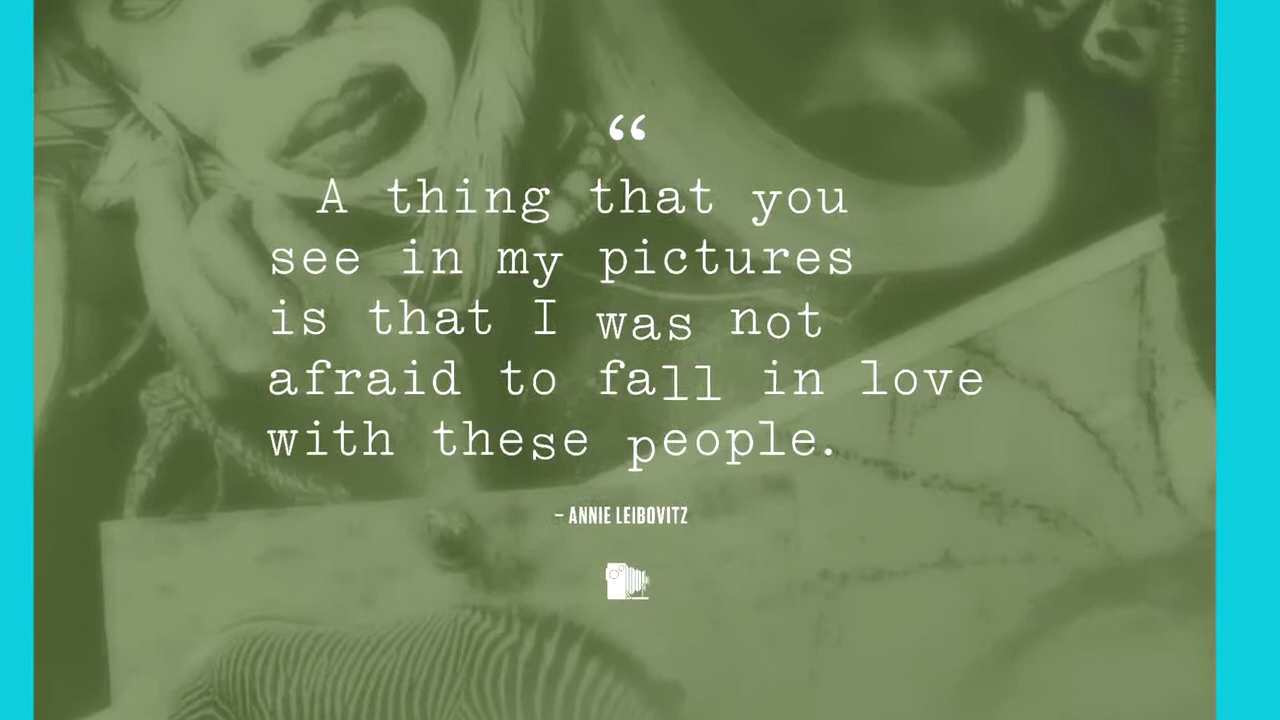 “
A thing that you
see in my pictures
is that I was not
afraid to fall in love
with these people.
– ANNIE LEIBOVITZ